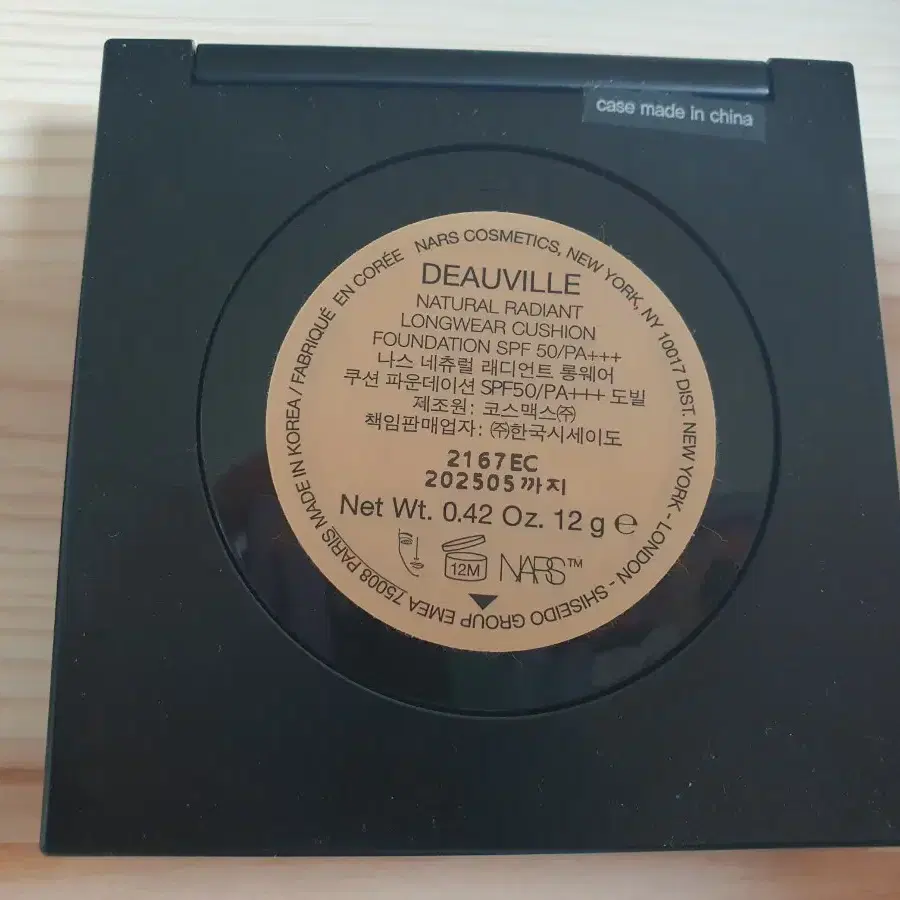 case made in china
NARS COSMETICS, NEW YORK, NY 10017 DIST. NEW YORK - LONDON - SHISEIDO GROUP EMEA 75008 PARIS MADE IN KOREA / FABRIQUÉ EN CORÉE
DEAUVILLE
NATURAL RADIANT
LONGWEAR CUSHION
FOUNDATION SPF 50/PA+++
나스 네츄럴 래디언트 롱웨어
쿠션 파운데이션 SPF50/PA+++ 도빌
제조원: 코스맥스㈜
책임판매업자: ㈜한국시세이도
2167EC
202505까지
Net Wt. 0.42 Oz. 12 g ℮
12M NARS™